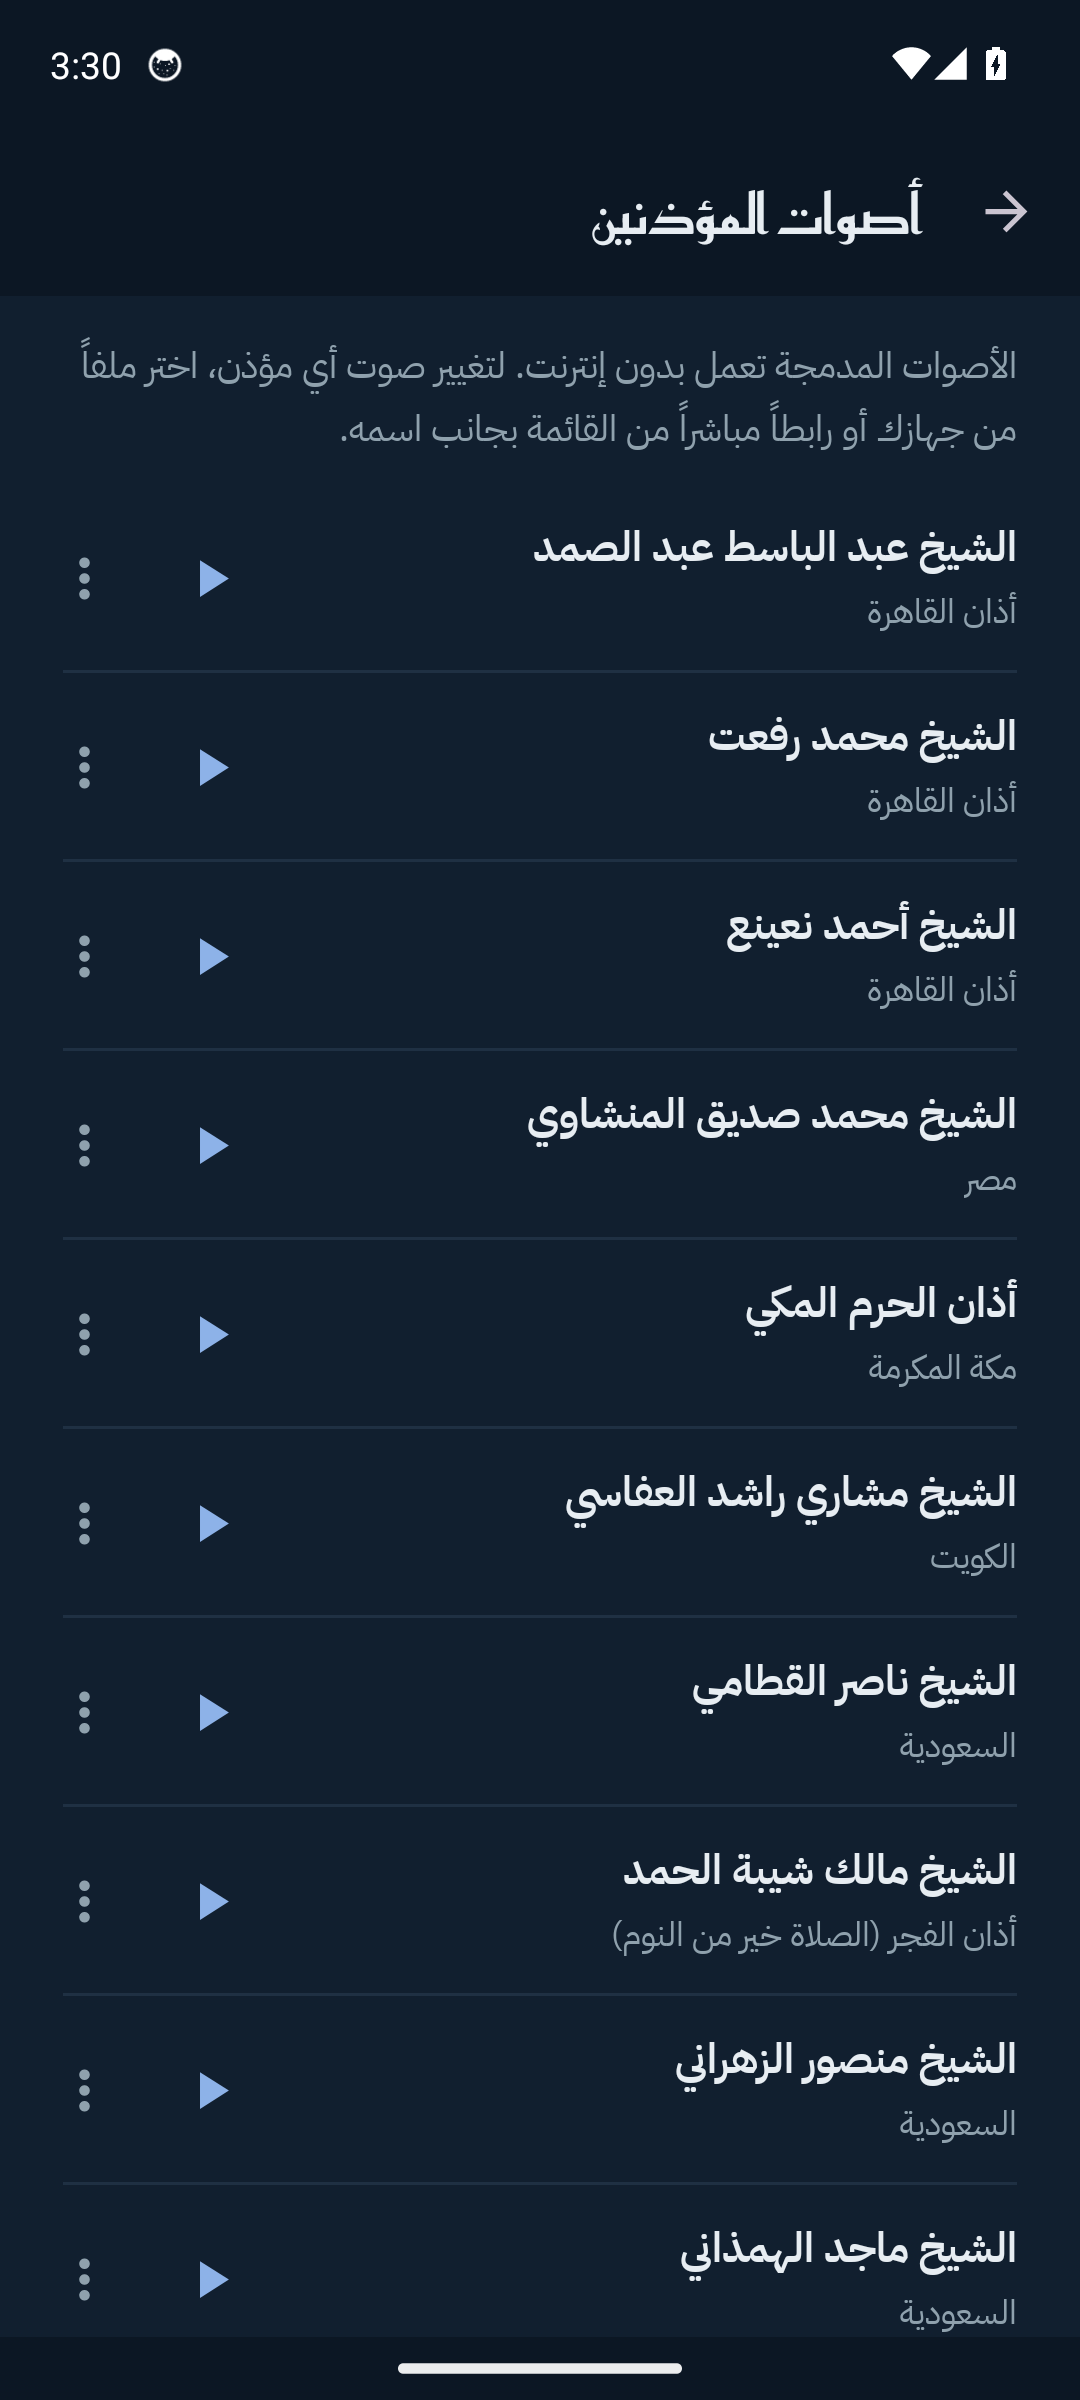 3:30
أصوات المؤذنين
الأصوات المدمجة تعمل بدون إنترنت. لتغيير صوت أي مؤذن، اختر ملفاً
من جهازك أو رابطاً مباشراً من القائمة بجانب اسمه.
الشيخ عبد الباسط عبد الصمد
أذان القاهرة
الشيخ محمد رفعت
أذان القاهرة
الشيخ أحمد نعينع
أذان القاهرة
الشيخ محمد صديق المنشاوي
مصر
أذان الحرم المكي
مكة المكرمة
الشيخ مشاري راشد العفاسي
الكويت
الشيخ ناصر القطامي
السعودية
الشيخ مالك شيبة الحمد
أذان الفجر (الصلاة خير من النوم)
الشيخ منصور الزهراني
السعودية
الشيخ ماجد الهمذاني
السعودية